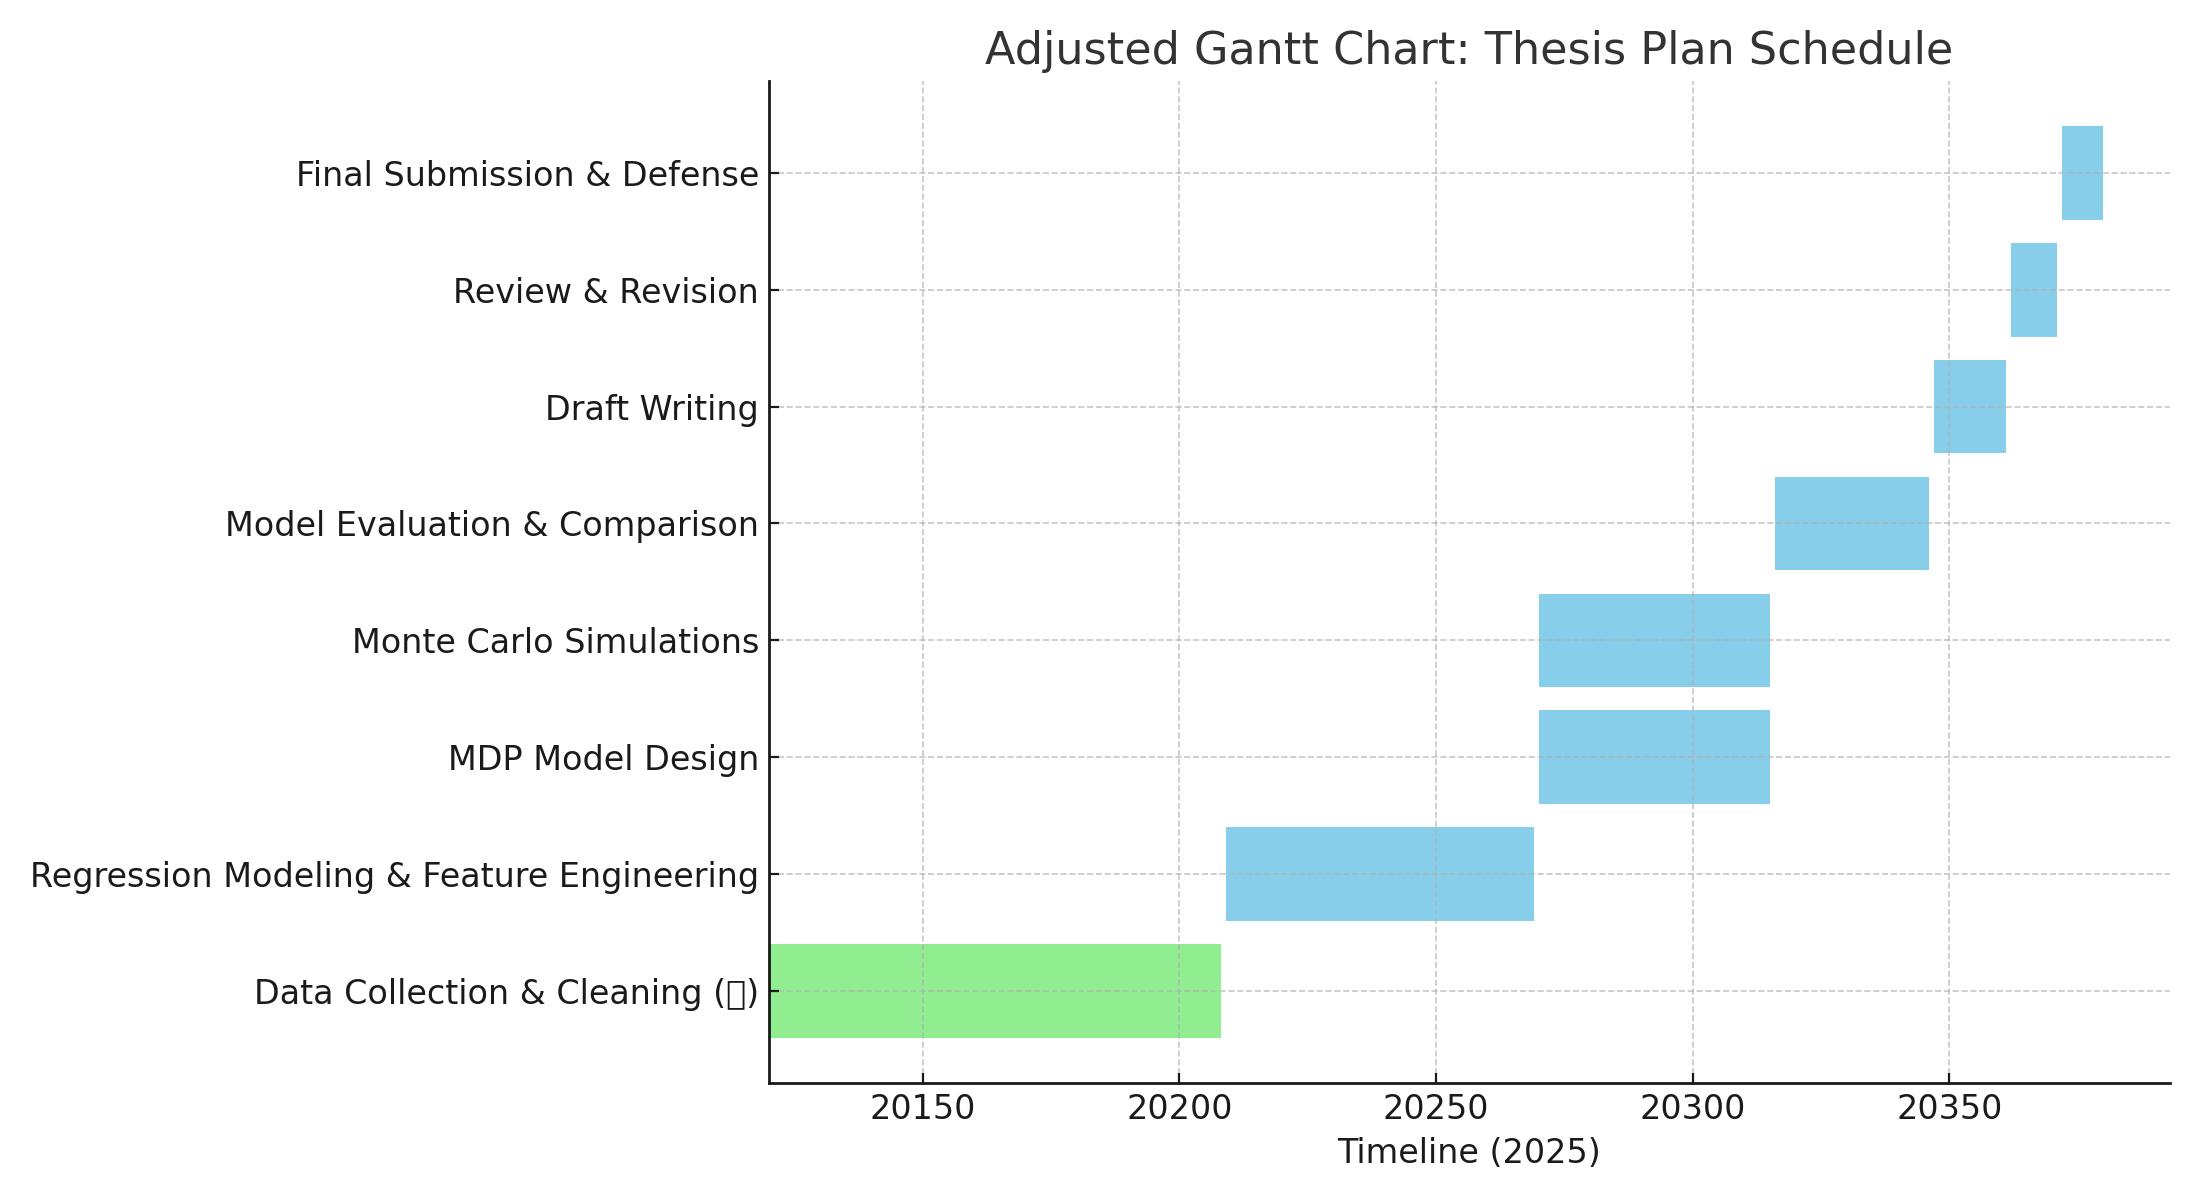 Adjusted Gantt Chart: Thesis Plan Schedule
Final Submission & Defense
Review & Revision
Draft Writing
Model Evaluation & Comparison
Monte Carlo Simulations
MDP Model Design
Regression Modeling & Feature Engineering
Data Collection & Cleaning (▯)
20150 20200 20250 20300 20350
Timeline (2025)